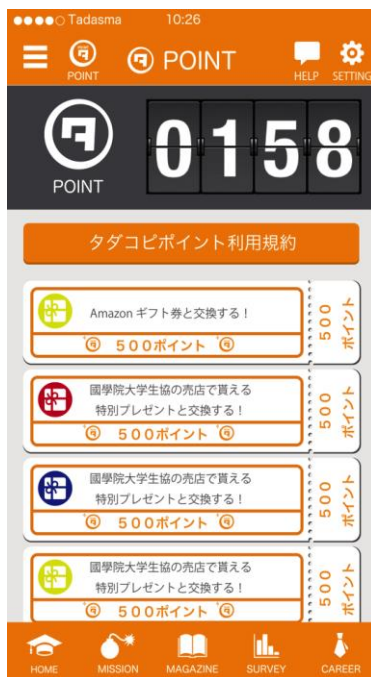 Tadasma 10:26
POINT
POINT
HELP
SETTING
POINT
0158
タダコピポイント利用規約
Amazon ギフト券と交換する！
500ポイント
500
ポイント
國學院大学生協の売店で貰える
特別プレゼントと交換する！
500ポイント
500
ポイント
國學院大学生協の売店で貰える
特別プレゼントと交換する！
500ポイント
500
ポイント
國學院大学生協の売店で貰える
特別プレゼントと交換する！
500ポイント
500
ポイント
HOME
MISSION
MAGAZINE
SURVEY
CAREER